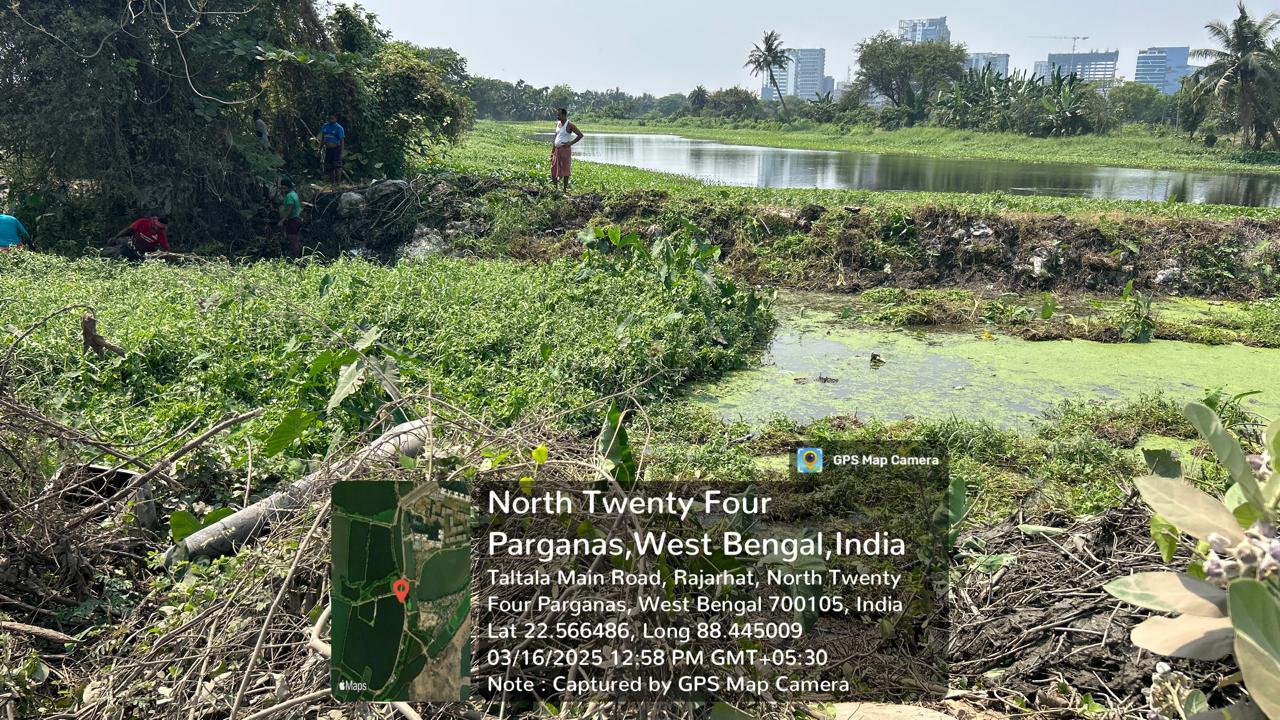 GPS Map Camera
North Twenty Four
Parganas,West Bengal,India
Taltala Main Road, Rajarhat, North Twenty
Four Parganas, West Bengal 700105, India
Lat 22.566486, Long 88.445009
03/16/2025 12:58 PM GMT+05:30
Note : Captured by GPS Map Camera
Maps